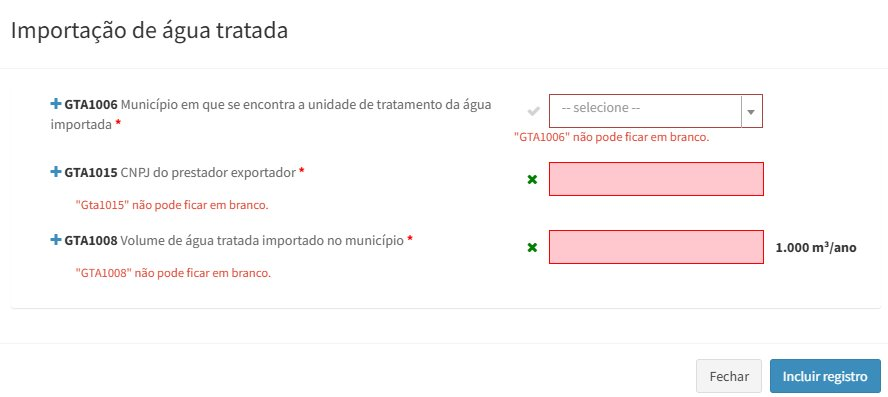 Importação de água tratada
GTA1006 Município em que se encontra a unidade de tratamento da água
importada *
-- selecione --
"GTA1006" não pode ficar em branco.
GTA1015 CNPJ do prestador exportador *
"Gta1015" não pode ficar em branco.
GTA1008 Volume de água tratada importado no município *
1.000 m³/ano
"GTA1008" não pode ficar em branco.
Fechar
Incluir registro